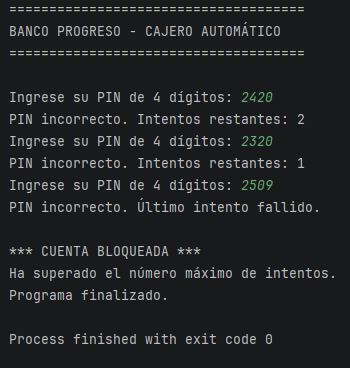 =====================================
BANCO PROGRESO - CAJERO AUTOMÁTICO
=====================================
Ingrese su PIN de 4 dígitos: 2420
PIN incorrecto. Intentos restantes: 2
Ingrese su PIN de 4 dígitos: 2320
PIN incorrecto. Intentos restantes: 1
Ingrese su PIN de 4 dígitos: 2509
PIN incorrecto. Último intento fallido.
*** CUENTA BLOQUEADA ***
Ha superado el número máximo de intentos.
Programa finalizado.
Process finished with exit code 0